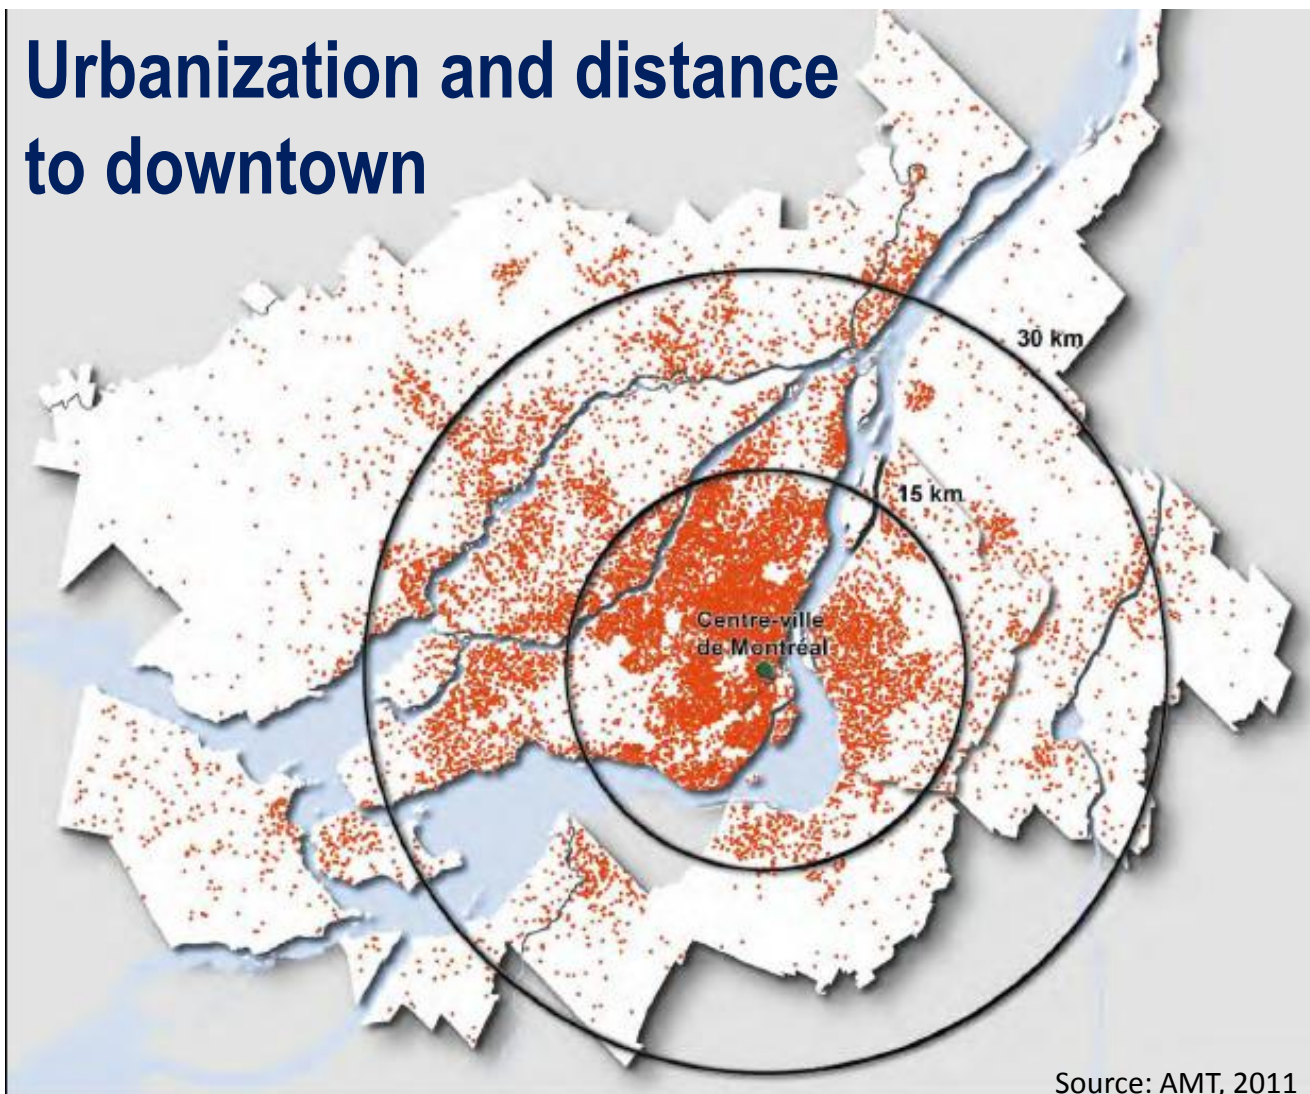 Urbanization and distance
to downtown
30 km
15 km
Centre-ville
de Montréal
Source: AMT, 2011